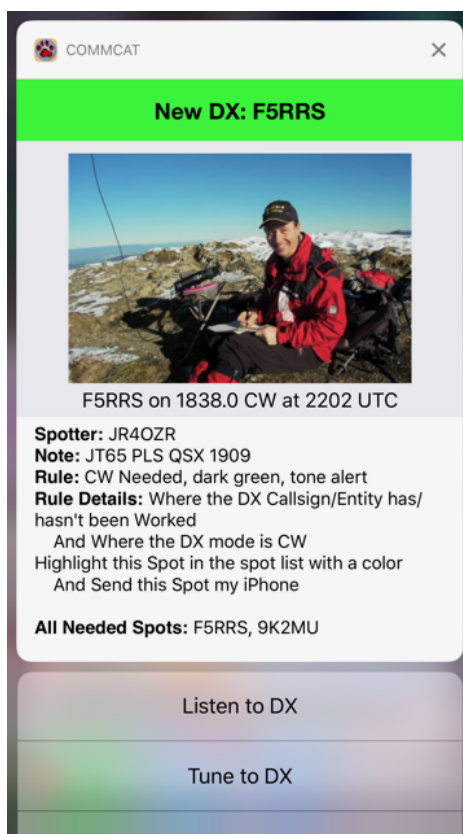 COMMCAT
New DX: F5RRS
F5RRS on 1838.0 CW at 2202 UTC
Spotter: JR4OZR
Note: JT65 PLS QSX 1909
Rule: CW Needed, dark green, tone alert
Rule Details: Where the DX Callsign/Entity has/
hasn't been Worked
And Where the DX mode is CW
Highlight this Spot in the spot list with a color
And Send this Spot my iPhone
All Needed Spots: F5RRS, 9K2MU
Listen to DX
Tune to DX